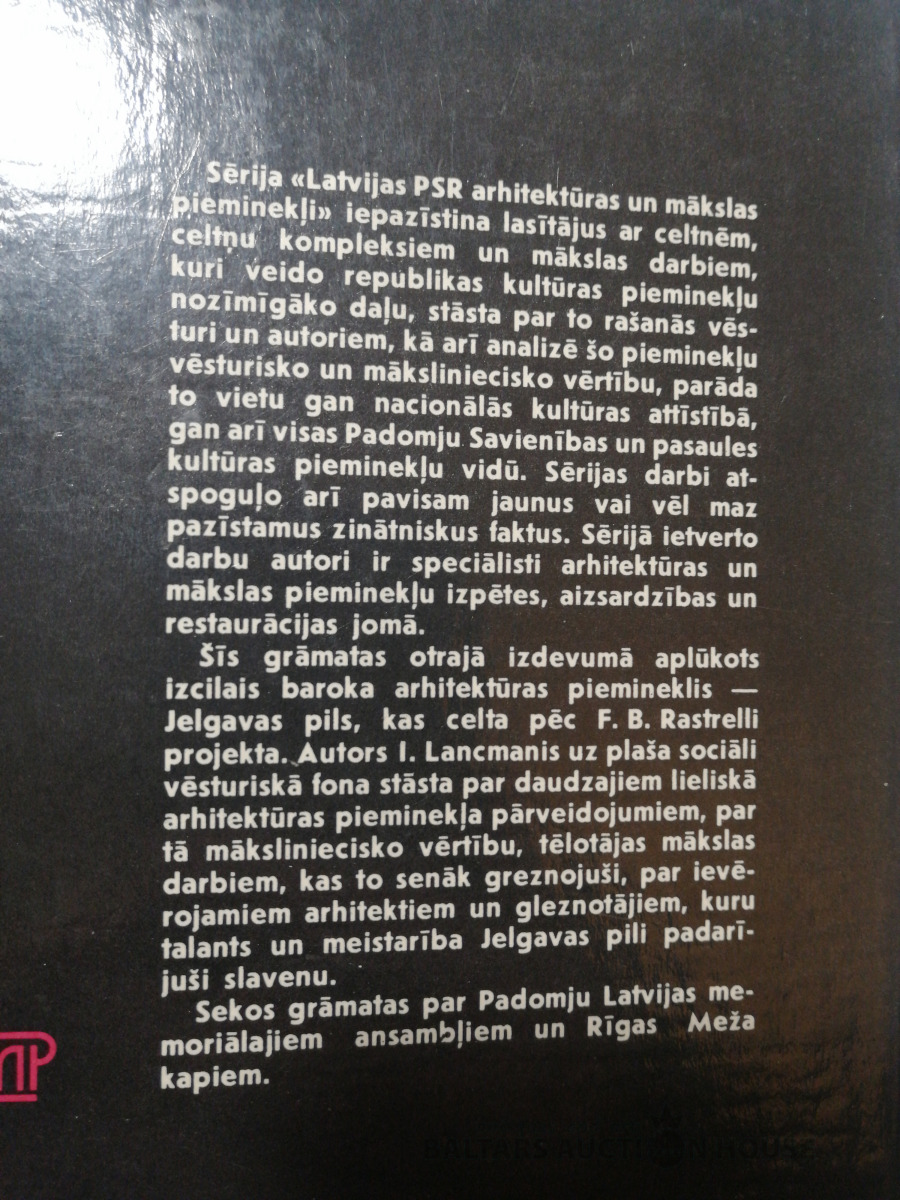 Sērija «Latvijas PSR arhitektūras un mākslas
pieminekļi» iepazīstina lasītājus ar celtnēm,
celtņu kompleksiem un mākslas darbiem,
kuri veido republikas kultūras pieminekļu
nozīmīgāko daļu, stāsta par to rašanās vēs-
turi un autoriem, kā arī analizē šo pieminekļu
vēsturisko un māksliniecisko vērtību, parāda
to vietu gan nacionālās kultūras attīstībā,
gan arī visas Padomju Savienības un pasaules
kultūras pieminekļu vidū. Sērijas darbi at-
spoguļo arī pavisam jaunus vai vēl maz
pazīstamus zinātniskus faktus. Sērijā ietverto
darbu autori ir speciālisti arhitektūras un
mākslas pieminekļu izpētes, aizsardzības un
restaurācijas jomā.
Šīs grāmatas otrajā izdevumā aplūkots
izcilais baroka arhitektūras piemineklis —
Jelgavas pils, kas celta pēc F. B. Rastrelli
projekta. Autors I. Lancmanis uz plaša sociāli
vēsturiskā fona stāsta par daudzajiem lieliskā
arhitektūras pieminekļa pārveidojumiem, par
tā māksliniecisko vērtību, tēlotājas mākslas
darbiem, kas to senāk greznojuši, par ievē-
rojamiem arhitektiem un gleznotājiem, kuru
talants un meistarība Jelgavas pili padarī-
juši slavenu.
Sekos grāmatas par Padomju Latvijas me-
moriālajiem ansambļiem un Rīgas Meža
kapiem.
BALTARS AUCTION HOUSE